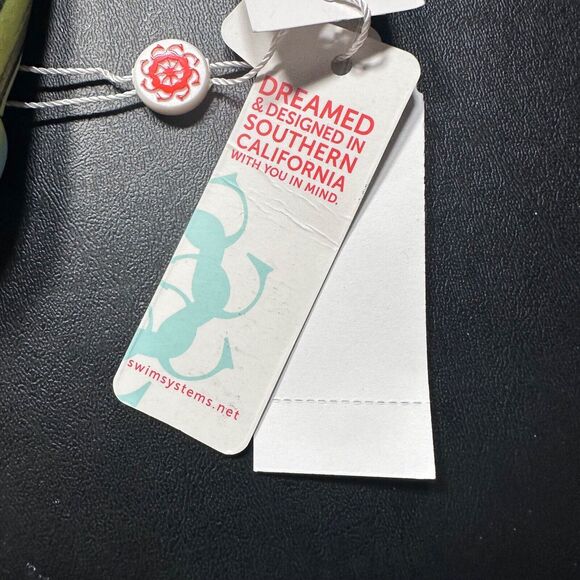 DREAMED
& DESIGNED IN
SOUTHERN
CALIFORNIA
WITH YOU IN MIND.
swimsystems.net